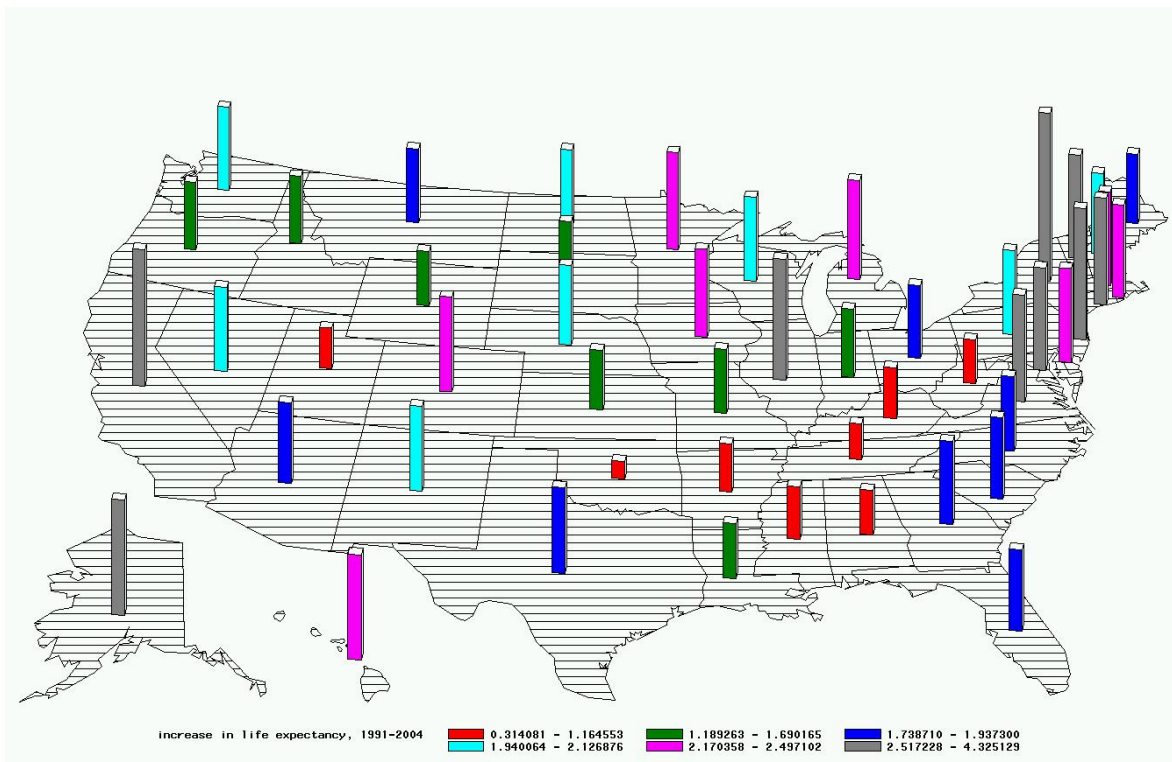 increase in life expectancy, 1991-2004 0.314081 - 1.164553 1.189263 - 1.690165 1.738710 - 1.937300
1.940064 - 2.126876 2.170358 - 2.497102 2.517228 - 4.325129